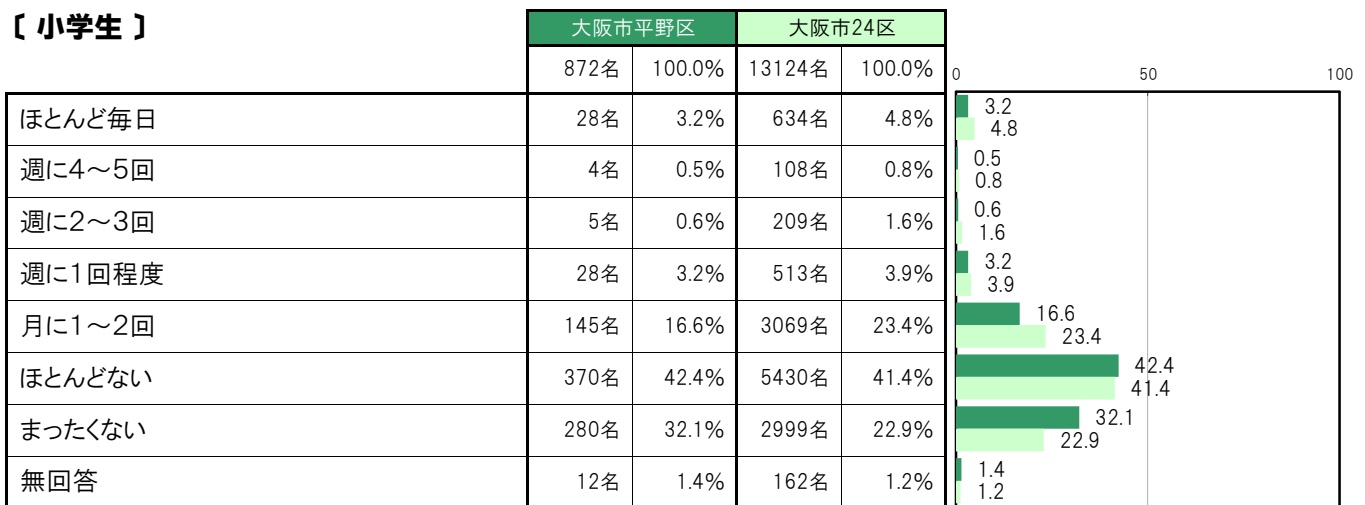 〔 小学生 〕
大阪市平野区 大阪市24区
872名 100.0% 13124名 100.0% 0 50 100
ほとんど毎日 28名 3.2% 634名 4.8% 3.2
4.8
週に4～5回 4名 0.5% 108名 0.8% 0.5
0.8
週に2～3回 5名 0.6% 209名 1.6% 0.6
1.6
週に1回程度 28名 3.2% 513名 3.9% 3.2
3.9
月に1～2回 145名 16.6% 3069名 23.4% 16.6
23.4
ほとんどない 370名 42.4% 5430名 41.4% 42.4
41.4
まったくない 280名 32.1% 2999名 22.9% 32.1
22.9
無回答 12名 1.4% 162名 1.2% 1.4
1.2